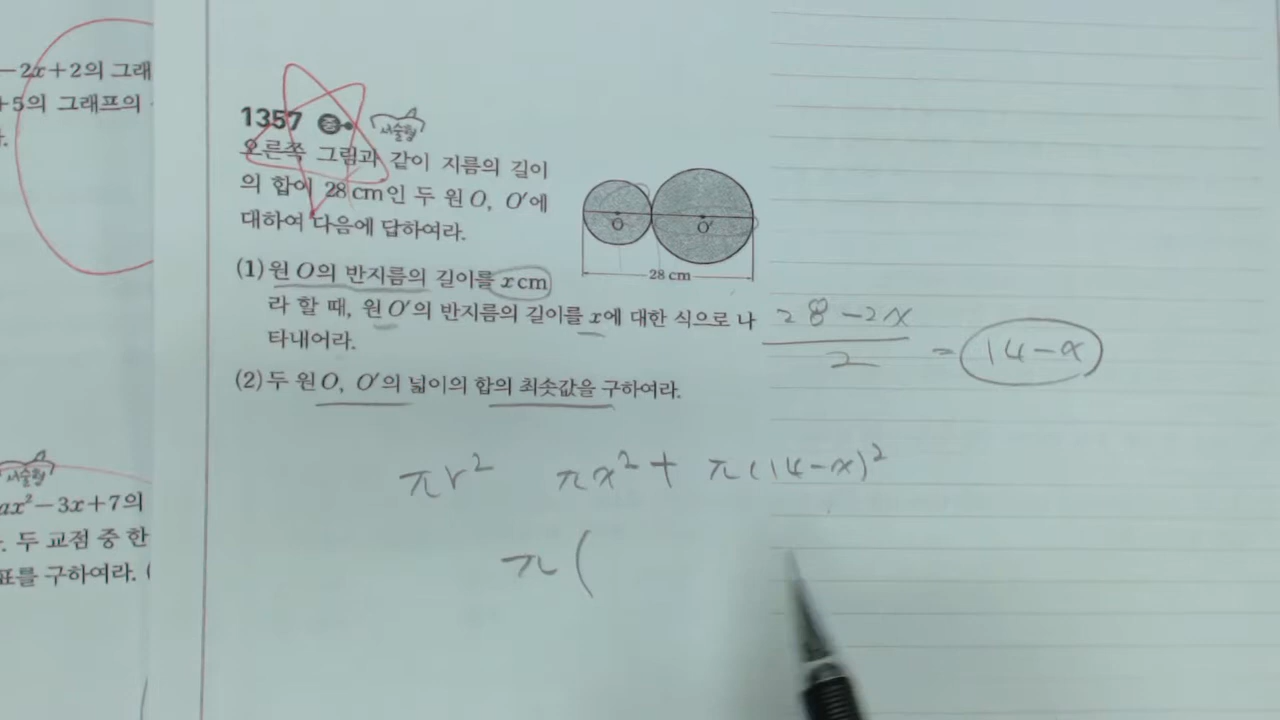 -2x+2의 그래
+5의 그래프의
1357 중
서술형
오른쪽 그림과 같이 지름의 길이
의 합이 28 cm인 두 원 O, O′에
대하여 다음에 답하여라.
O
O′
28 cm
(1) 원 O의 반지름의 길이를 x cm
라 할 때, 원 O′의 반지름의 길이를 x에 대한 식으로 나
타내어라.
28-2x
2
= 14-x
(2) 두 원 O, O′의 넓이의 합의 최솟값을 구하여라.
πr² πx² + π(14-x)²
π(
서술형
ax²-3x+7의
. 두 교점 중 한
표를 구하여라. (